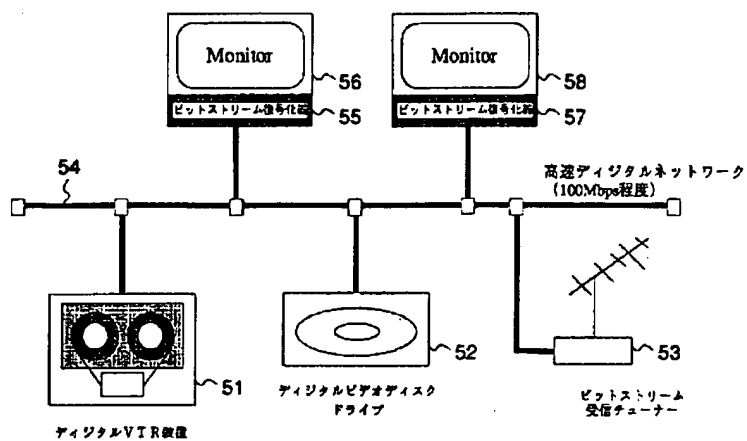 Monitor
56
ビットストリーム復号化器
55
Monitor
58
ビットストリーム復号化器
57
54
高速ディジタルネットワーク
(100Mbps程度)
51
ディジタルVTR装置
52
ディジタルビデオディスク
ドライブ
53
ビットストリーム
受信チューナー